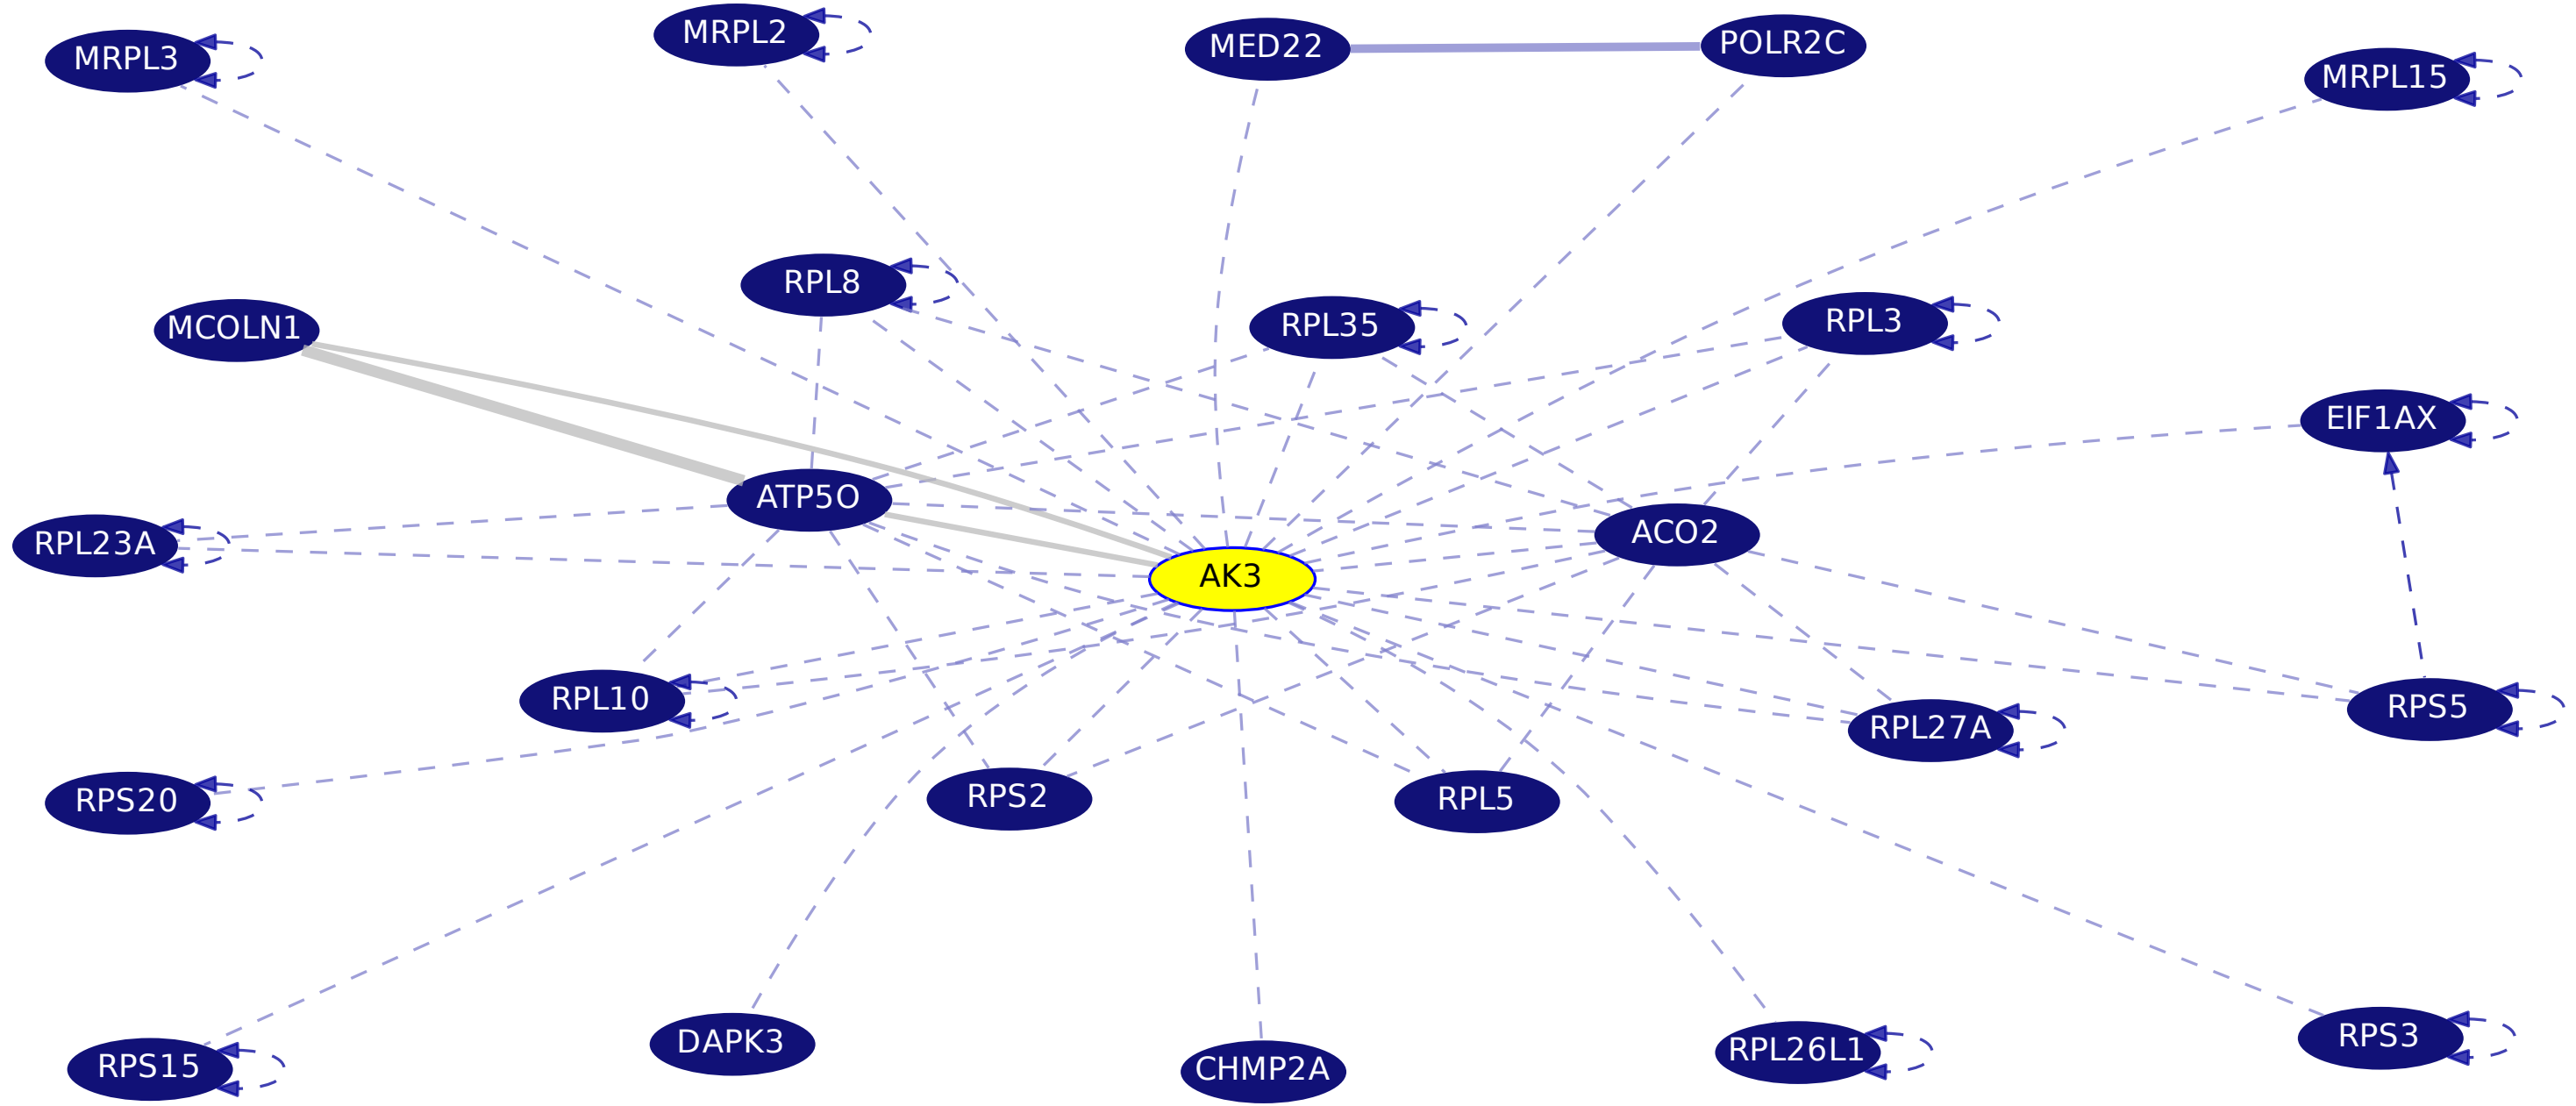 MRPL2
MED22
POLR2C
MRPL3
MRPL15
RPL8
RPL35
RPL3
MCOLN1
EIF1AX
ATP5O
ACO2
RPL23A
AK3
RPL10
RPS5
RPL27A
RPS20
RPS2
RPL5
RPS3
DAPK3
RPL26L1
RPS15
CHMP2A